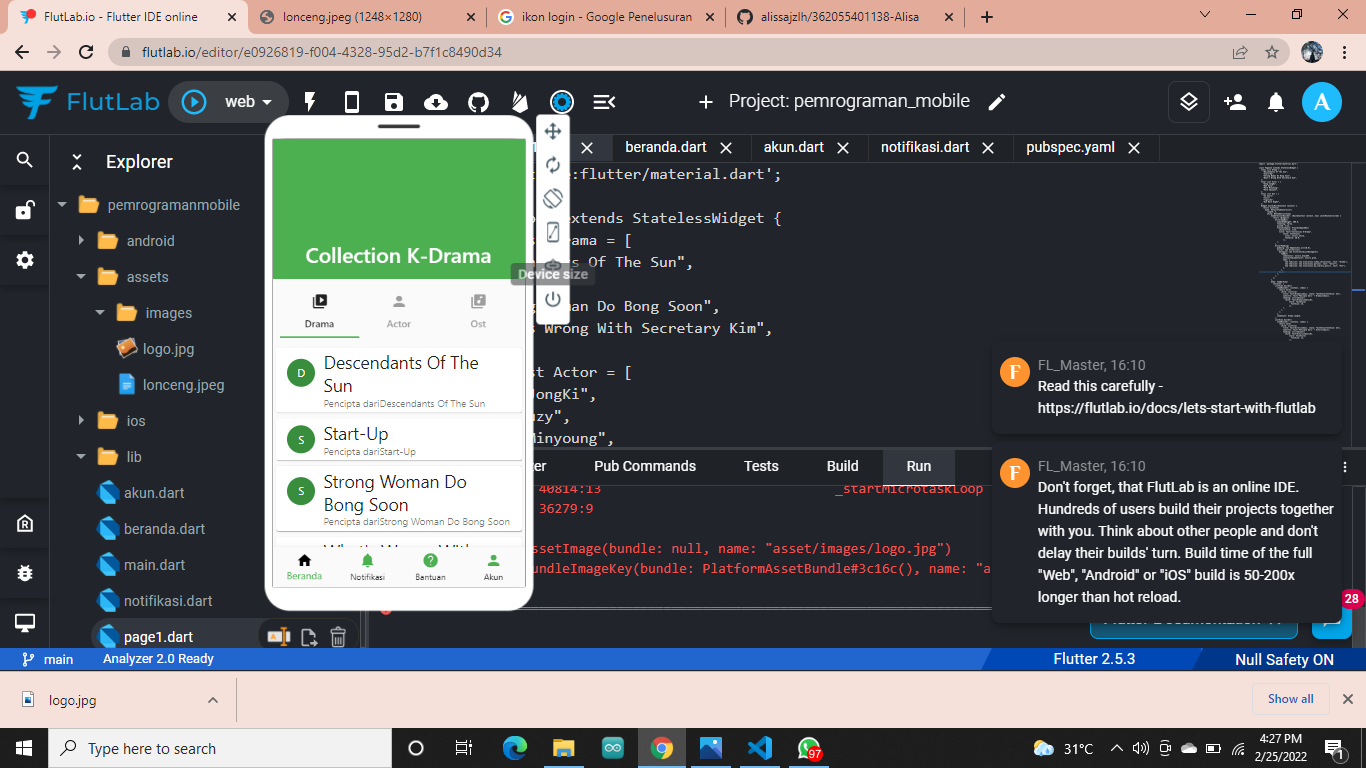 FlutLab.io - Flutter IDE online
lonceng.jpeg (1248×1280)
ikon login - Google Penelusuran
alissajzlh/362055401138-Alisa
flutlab.io/editor/e0926819-f004-4328-95d2-b7f1c8490d34
FlutLab
web
Project: pemrograman_mobile
A
Explorer
beranda.dart
akun.dart
notifikasi.dart
pubspec.yaml
pemrogramanmobile
android
assets
images
logo.jpg
lonceng.jpeg
ios
lib
akun.dart
beranda.dart
main.dart
notifikasi.dart
page1.dart
Collection K-Drama
Drama
Actor
Ost
D
Descendants Of The
Sun
Pencipta dariDescendants Of The Sun
S
Start-Up
Pencipta dariStart-Up
S
Strong Woman Do
Bong Soon
Pencipta dariStrong Woman Do Bong Soon
Beranda
Notifikasi
Bantuan
Akun
Device size
e:flutter/material.dart';
extends StatelessWidget {
rama = [
s Of The Sun",
an Do Bong Soon",
s Wrong With Secretary Kim",
st Actor = [
JongKi",
uzy",
Minyoung",
ter
Pub Commands
Tests
Build
Run
40814:13 _startMicrotaskLoop
36279:9
ssetImage(bundle: null, name: "asset/images/logo.jpg")
undleImageKey(bundle: PlatformAssetBundle#3c16c(), name: "a
F
FL_Master, 16:10
Read this carefully -
https://flutlab.io/docs/lets-start-with-flutlab
F
FL_Master, 16:10
Don't forget, that FlutLab is an online IDE.
Hundreds of users build their projects together
with you. Think about other people and don't
delay their builds' turn. Build time of the full
"Web", "Android" or "iOS" build is 50-200x
longer than hot reload.
28
main
Analyzer 2.0 Ready
Flutter 2.5.3
Null Safety ON
logo.jpg
Show all
Type here to search
97
31°C
4:27 PM
2/25/2022
1